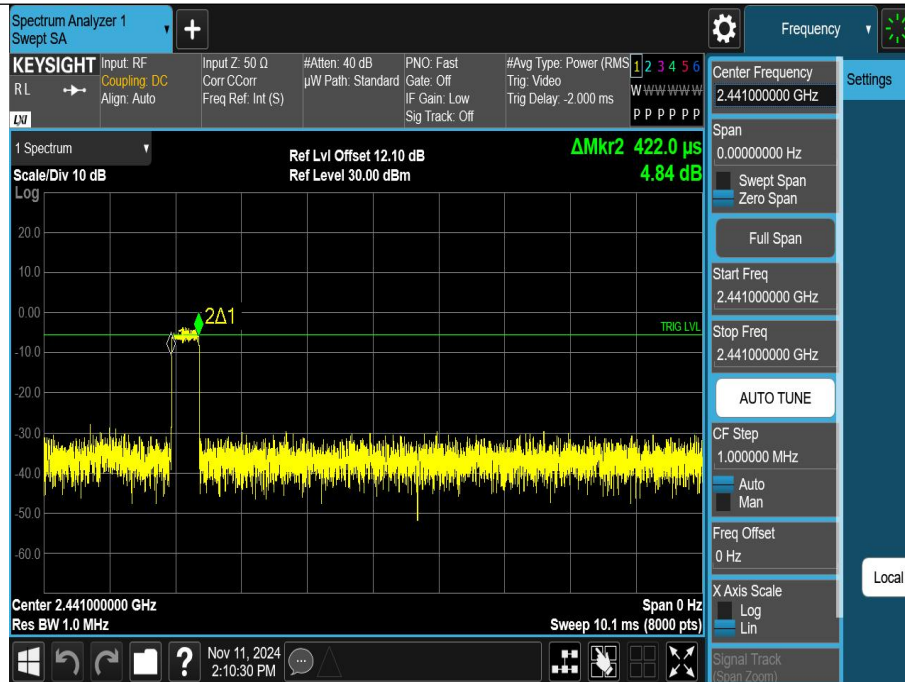 Spectrum Analyzer 1
Swept SA
Frequency
KEYSIGHT
RL
LXI
Input: RF
Coupling: DC
Align: Auto
Input Z: 50 Ω
Corr CCorr
Freq Ref: Int (S)
#Atten: 40 dB
µW Path: Standard
PNO: Fast
Gate: Off
IF Gain: Low
Sig Track: Off
#Avg Type: Power (RMS
Trig: Video
Trig Delay: -2.000 ms
1 2 3 4 5 6
W W W W W W
P P P P P P
Center Frequency
2.441000000 GHz
Settings
Span
0.00000000 Hz
Swept Span
Zero Span
Full Span
Start Freq
2.441000000 GHz
Stop Freq
2.441000000 GHz
AUTO TUNE
CF Step
1.000000 MHz
Auto
Man
Freq Offset
0 Hz
X Axis Scale
Log
Lin
Signal Track
(Span Zoom)
Local
1 Spectrum
Scale/Div 10 dB
Log
Ref Lvl Offset 12.10 dB
Ref Level 30.00 dBm
ΔMkr2 422.0 µs
4.84 dB
20.0
10.0
0.00
-10.0
-20.0
-30.0
-40.0
-50.0
-60.0
2Δ1
TRIG LVL
Center 2.441000000 GHz
Res BW 1.0 MHz
Span 0 Hz
Sweep 10.1 ms (8000 pts)
?
Nov 11, 2024
2:10:30 PM